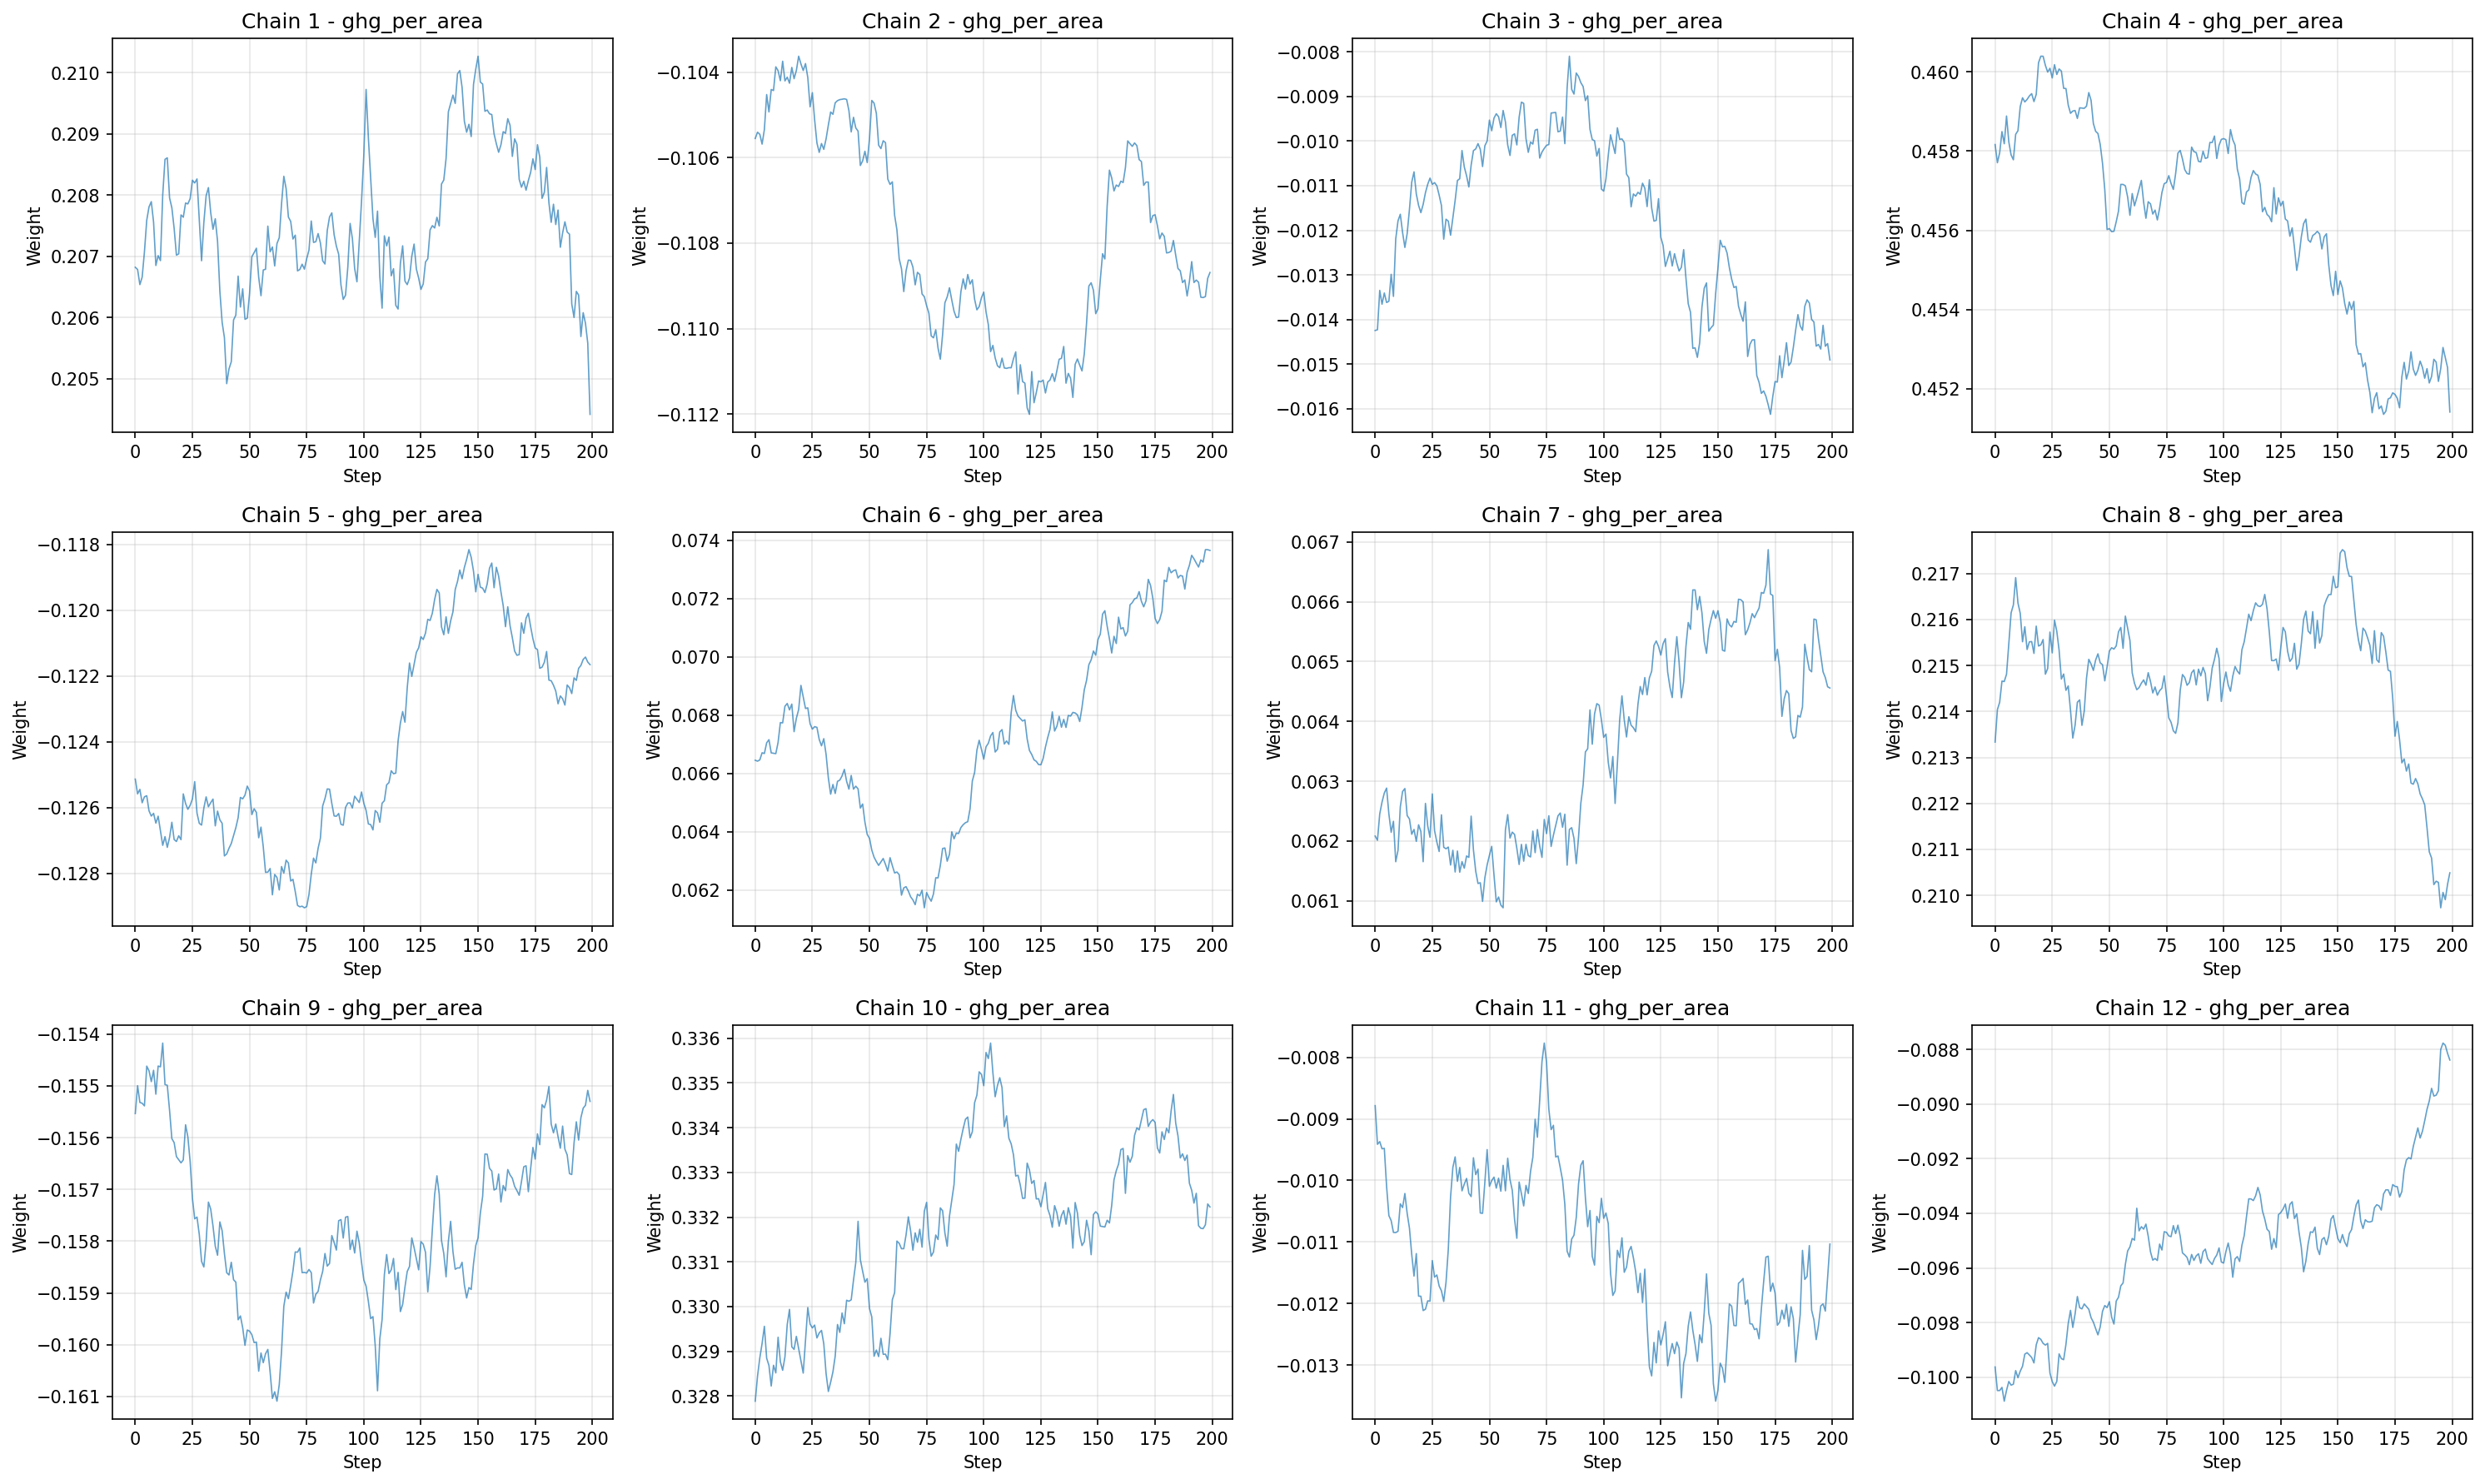 Chain 1 - ghg_per_area
Weight
0.210
0.209
0.208
0.207
0.206
0.205
0 25 50 75 100 125 150 175 200
Step
Chain 2 - ghg_per_area
Weight
−0.104
−0.106
−0.108
−0.110
−0.112
0 25 50 75 100 125 150 175 200
Step
Chain 3 - ghg_per_area
Weight
−0.008
−0.009
−0.010
−0.011
−0.012
−0.013
−0.014
−0.015
−0.016
0 25 50 75 100 125 150 175 200
Step
Chain 4 - ghg_per_area
Weight
0.460
0.458
0.456
0.454
0.452
0 25 50 75 100 125 150 175 200
Step
Chain 5 - ghg_per_area
Weight
−0.118
−0.120
−0.122
−0.124
−0.126
−0.128
0 25 50 75 100 125 150 175 200
Step
Chain 6 - ghg_per_area
Weight
0.074
0.072
0.070
0.068
0.066
0.064
0.062
0 25 50 75 100 125 150 175 200
Step
Chain 7 - ghg_per_area
Weight
0.067
0.066
0.065
0.064
0.063
0.062
0.061
0 25 50 75 100 125 150 175 200
Step
Chain 8 - ghg_per_area
Weight
0.217
0.216
0.215
0.214
0.213
0.212
0.211
0.210
0 25 50 75 100 125 150 175 200
Step
Chain 9 - ghg_per_area
Weight
−0.154
−0.155
−0.156
−0.157
−0.158
−0.159
−0.160
−0.161
0 25 50 75 100 125 150 175 200
Step
Chain 10 - ghg_per_area
Weight
0.336
0.335
0.334
0.333
0.332
0.331
0.330
0.329
0.328
0 25 50 75 100 125 150 175 200
Step
Chain 11 - ghg_per_area
Weight
−0.008
−0.009
−0.010
−0.011
−0.012
−0.013
0 25 50 75 100 125 150 175 200
Step
Chain 12 - ghg_per_area
Weight
−0.088
−0.090
−0.092
−0.094
−0.096
−0.098
−0.100
0 25 50 75 100 125 150 175 200
Step